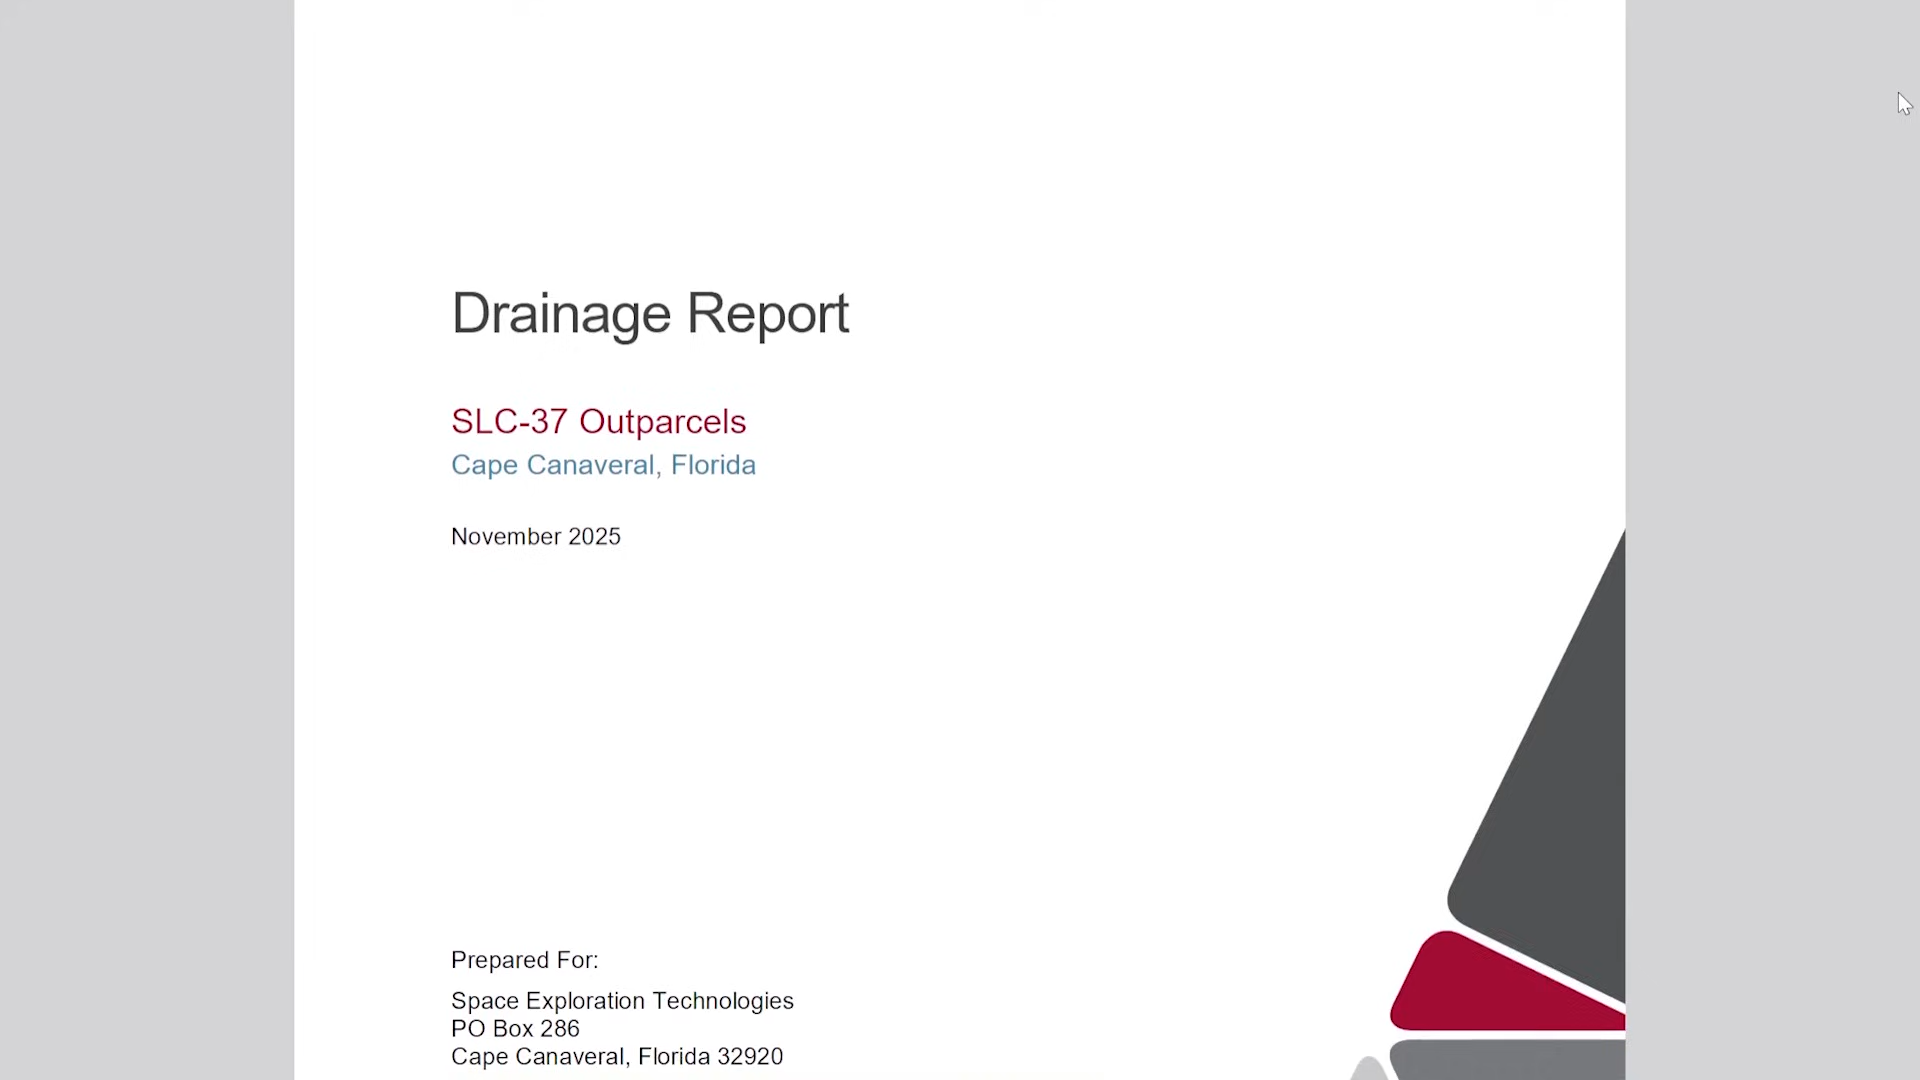 Drainage Report
SLC-37 Outparcels
Cape Canaveral, Florida
November 2025
Prepared For:
Space Exploration Technologies
PO Box 286
Cape Canaveral, Florida 32920